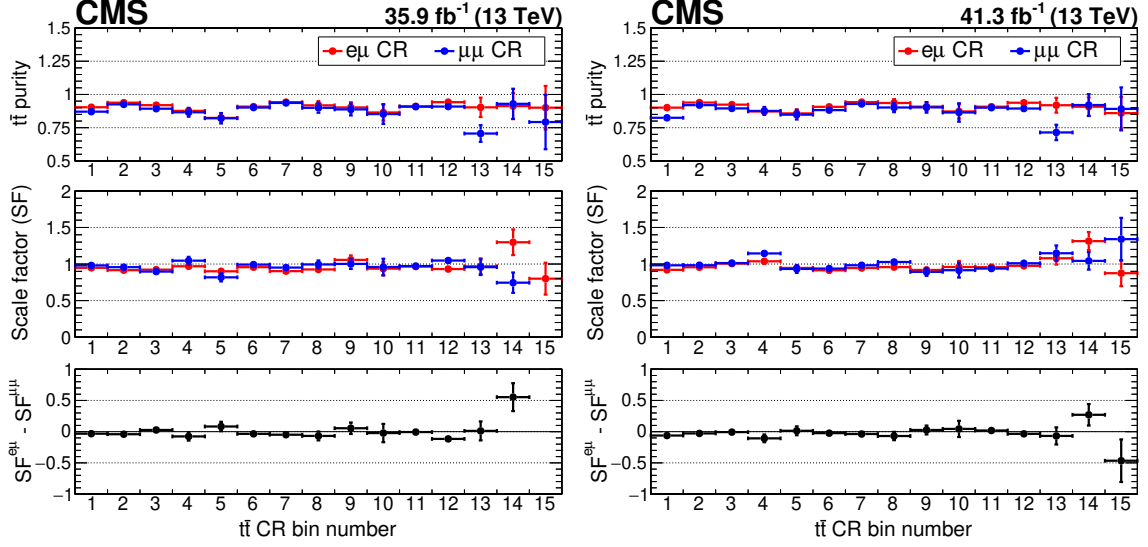 CMS 35.9 fb⁻¹ (13 TeV)
eμ CR μμ CR
tt̄ purity
1.5
1.25
1
0.75
0.5
1 2 3 4 5 6 7 8 9 10 11 12 13 14 15
Scale factor (SF)
2
1.5
1
0.5
0
1 2 3 4 5 6 7 8 9 10 11 12 13 14 15
SF^eμ - SF^μμ
1
0.5
0
−0.5
−1
1 2 3 4 5 6 7 8 9 10 11 12 13 14 15
tt̄ CR bin number
CMS 41.3 fb⁻¹ (13 TeV)
eμ CR μμ CR
tt̄ purity
1.5
1.25
1
0.75
0.5
1 2 3 4 5 6 7 8 9 10 11 12 13 14 15
Scale factor (SF)
2
1.5
1
0.5
0
1 2 3 4 5 6 7 8 9 10 11 12 13 14 15
SF^eμ - SF^μμ
1
0.5
0
−0.5
−1
1 2 3 4 5 6 7 8 9 10 11 12 13 14 15
tt̄ CR bin number